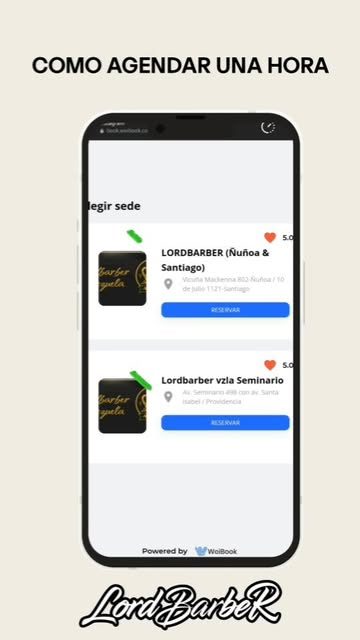 COMO AGENDAR UNA HORA
book.woibook.co
legir sede
5.0
LORDBARBER (Ñuñoa &
Santiago)
Vicuña Mackenna 802-Ñuñoa / 10
de Julio 1121-Santiago
RESERVAR
5.0
Lordbarber vzla Seminario
Av. Seminario 498 con av. Santa
Isabel / Providencia
RESERVAR
Powered by WoiBook
LordBarbeR